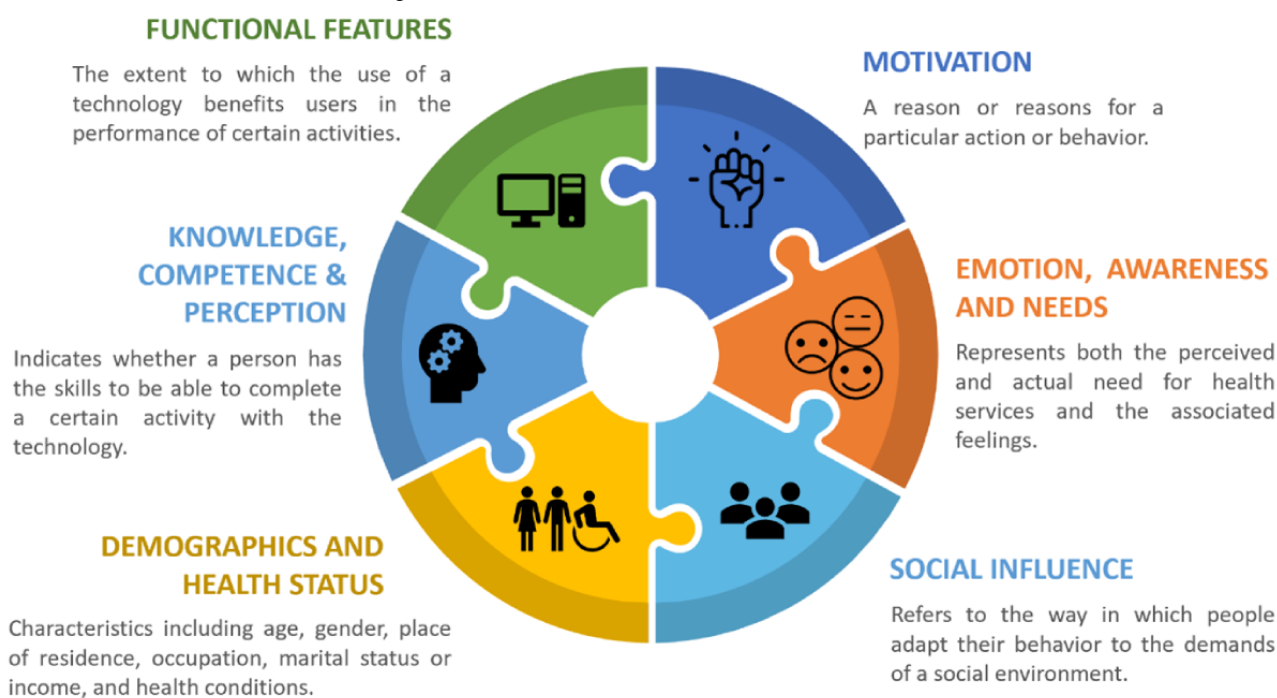 FUNCTIONAL FEATURES
The extent to which the use of a
technology benefits users in the
performance of certain activities.
MOTIVATION
A reason or reasons for a
particular action or behavior.
KNOWLEDGE,
COMPETENCE &
PERCEPTION
Indicates whether a person has
the skills to be able to complete
a certain activity with the
technology.
EMOTION, AWARENESS
AND NEEDS
Represents both the perceived
and actual need for health
services and the associated
feelings.
DEMOGRAPHICS AND
HEALTH STATUS
Characteristics including age, gender, place
of residence, occupation, marital status or
income, and health conditions.
SOCIAL INFLUENCE
Refers to the way in which people
adapt their behavior to the demands
of a social environment.